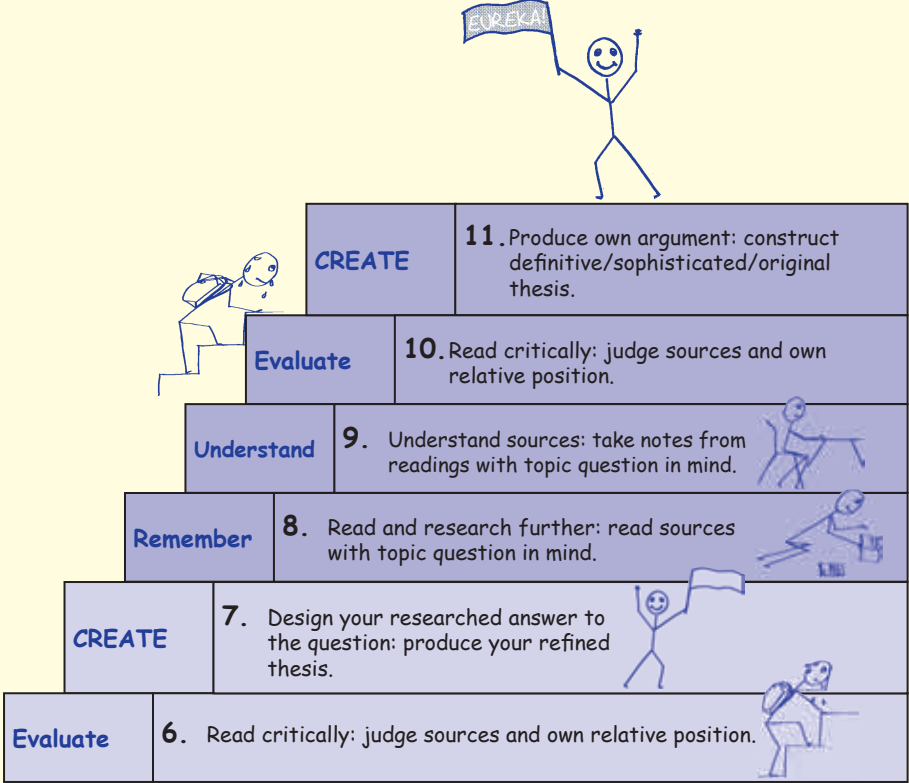 EUREKA!
CREATE
11. Produce own argument: construct
definitive/sophisticated/original
thesis.
Evaluate
10. Read critically: judge sources and own
relative position.
Understand
9. Understand sources: take notes from
readings with topic question in mind.
Remember
8. Read and research further: read sources
with topic question in mind.
CREATE
7. Design your researched answer to
the question: produce your refined
thesis.
Evaluate
6. Read critically: judge sources and own relative position.